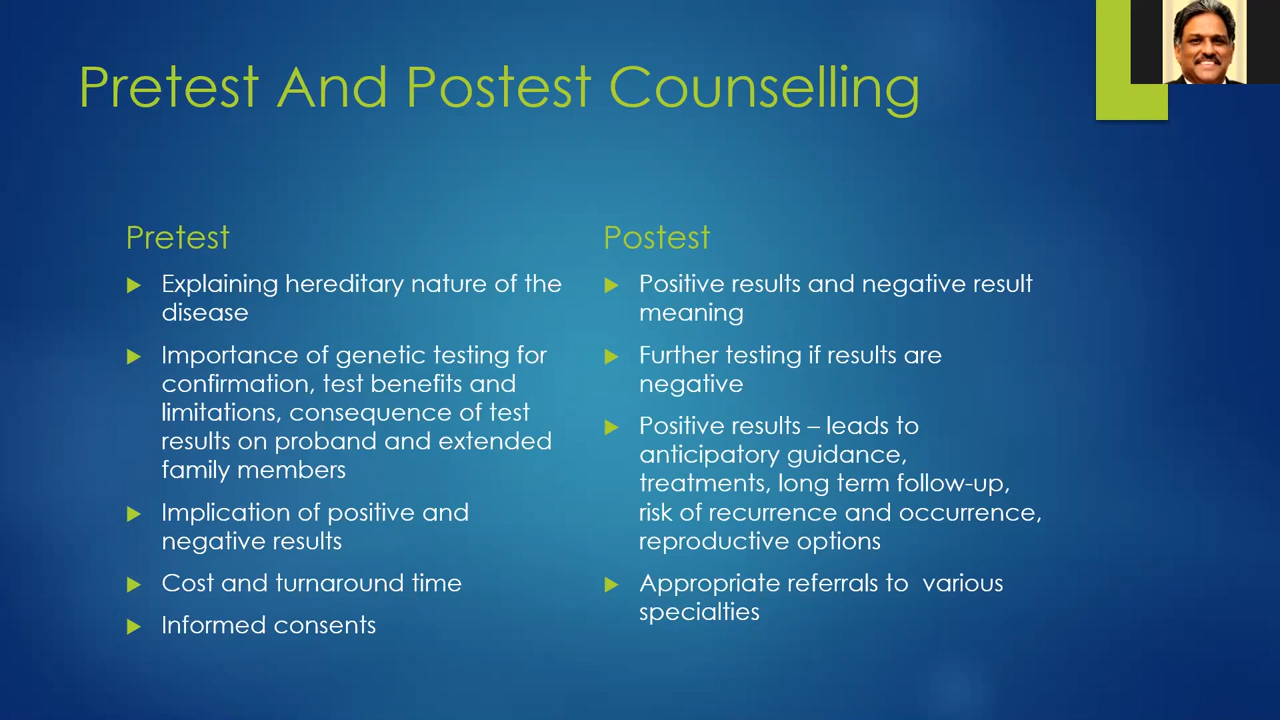 Pretest And Postest Counselling
Pretest
Explaining hereditary nature of the
disease
Importance of genetic testing for
confirmation, test benefits and
limitations, consequence of test
results on proband and extended
family members
Implication of positive and
negative results
Cost and turnaround time
Informed consents
Postest
Positive results and negative result
meaning
Further testing if results are
negative
Positive results – leads to
anticipatory guidance,
treatments, long term follow-up,
risk of recurrence and occurrence,
reproductive options
Appropriate referrals to  various
specialties